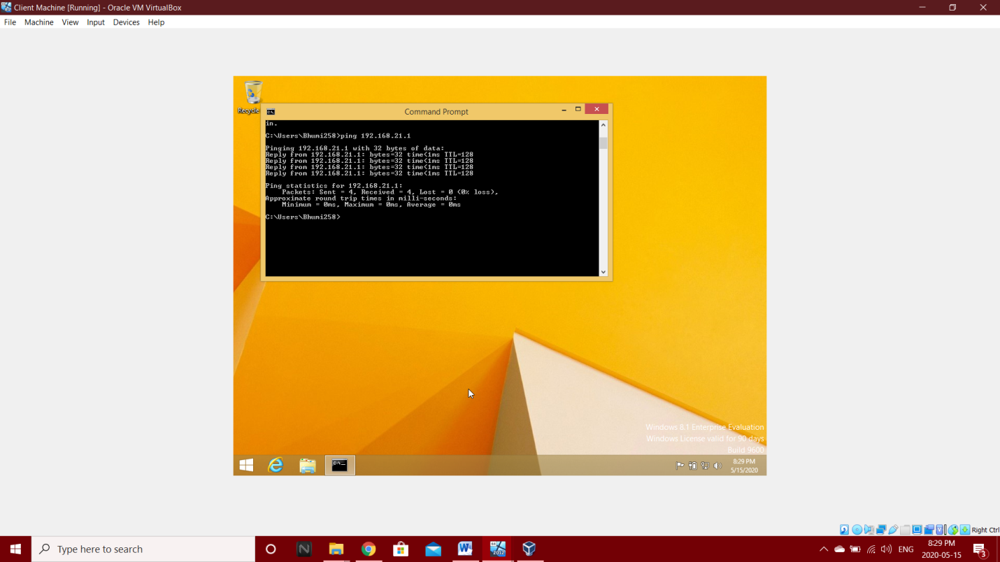 Client Machine [Running] - Oracle VM VirtualBox
File Machine View Input Devices Help
Recycle
Command Prompt
in.
C:\Users\Bhumi258>ping 192.168.21.1
Pinging 192.168.21.1 with 32 bytes of data:
Reply from 192.168.21.1: bytes=32 time<1ms TTL=128
Reply from 192.168.21.1: bytes=32 time<1ms TTL=128
Reply from 192.168.21.1: bytes=32 time<1ms TTL=128
Reply from 192.168.21.1: bytes=32 time<1ms TTL=128
Ping statistics for 192.168.21.1:
Packets: Sent = 4, Received = 4, Lost = 0 (0% loss),
Approximate round trip times in milli-seconds:
Minimum = 0ms, Maximum = 0ms, Average = 0ms
C:\Users\Bhumi258>
Windows 8.1 Enterprise Evaluation
Windows License valid for 90 days
Build 9600
8:29 PM
5/15/2020
Right Ctrl
Type here to search
N
W
2012
ENG
8:29 PM
2020-05-15
3